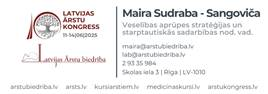 LATVIJAS
ĀRSTU
KONGRESS
11-14|06|2025
Latvijas Ārstu biedrība
Maira Sudraba - Sangoviča
Veselības aprūpes stratēģijas un
starptautiskās sadarbības nod. vad.
maira@arstubiedriba.lv
lab@arstubiedriba.lv
2 93 35 984
Skolas iela 3 | Rīga | LV-1010
arstubiedriba.lv arsts.lv kursiarstiem.lv medicinaskursi.lv arstukongress.lv